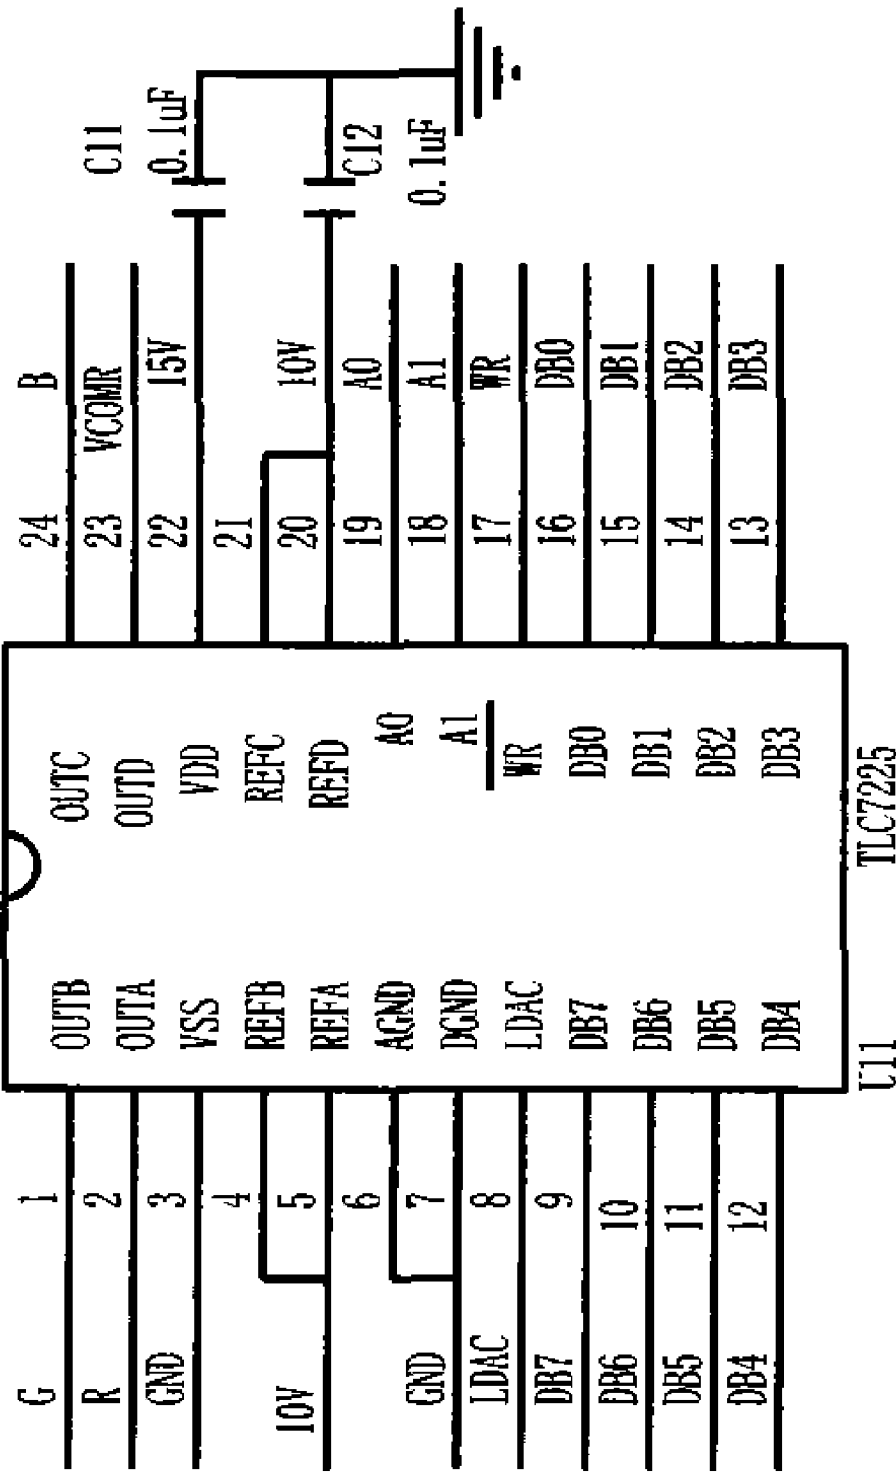 G 1 OUTB OUTC 24 B
R 2 OUTA OUTD 23 VCOMR
GND 3 VSS VDD 22 15V C11 0.1uF
4 REFB REFC 21
10V 5 REFA REFD 20 10V C12 0.1uF
6 AGND A0 19 A0
GND 7 DGND A1 18 A1
LDAC 8 LDAC WR 17 WR
DB7 9 DB7 DB0 16 DB0
DB6 10 DB6 DB1 15 DB1
DB5 11 DB5 DB2 14 DB2
DB4 12 DB4 DB3 13 DB3
U11 TLC7225